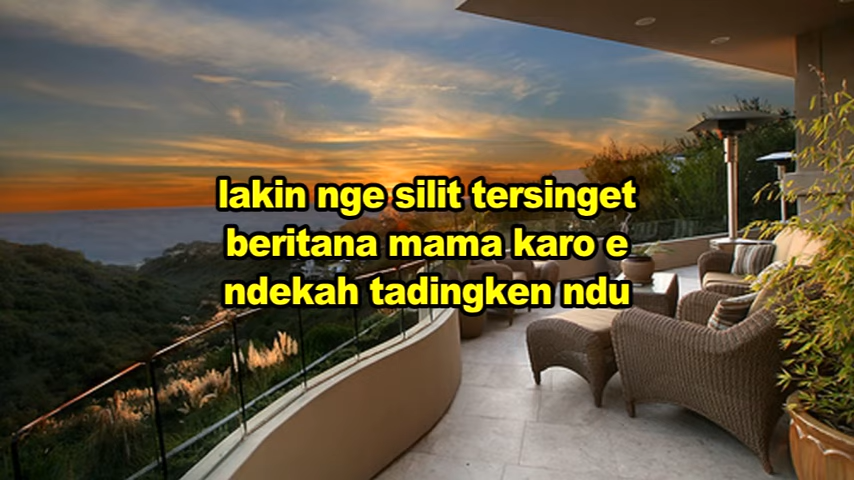 lakin nge silit tersinget
beritana mama karo e
ndekah tadingken ndu